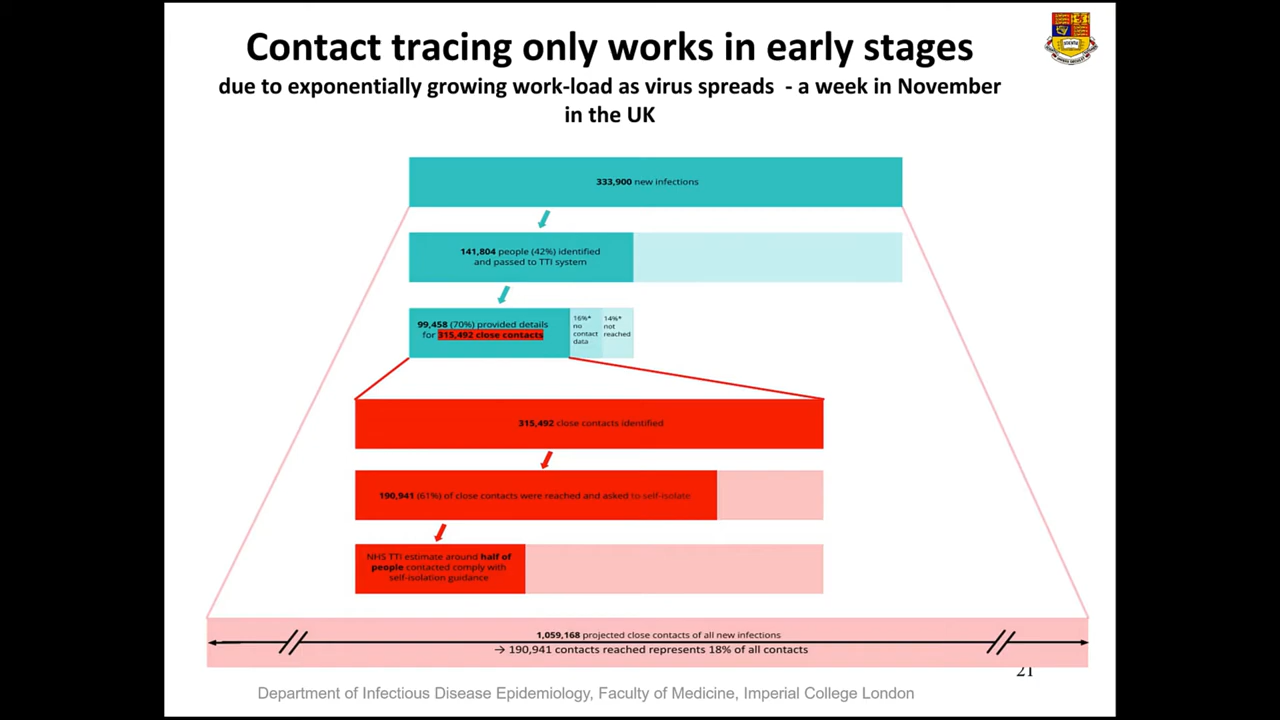 Contact tracing only works in early stages
due to exponentially growing work-load as virus spreads - a week in November
in the UK
333,900 new infections
141,804 people (42%) identified
and passed to TTI system
99,458 (70%) provided details
for 315,492 close contacts
16%*
no
contact
data
14%*
not
reached
315,492 close contacts identified
190,941 (61%) of close contacts were reached and asked to self-isolate
NHS TTI estimate around half of
people contacted comply with
self-isolation guidance
1,059,168 projected close contacts of all new infections
→ 190,941 contacts reached represents 18% of all contacts
21
Department of Infectious Disease Epidemiology, Faculty of Medicine, Imperial College London